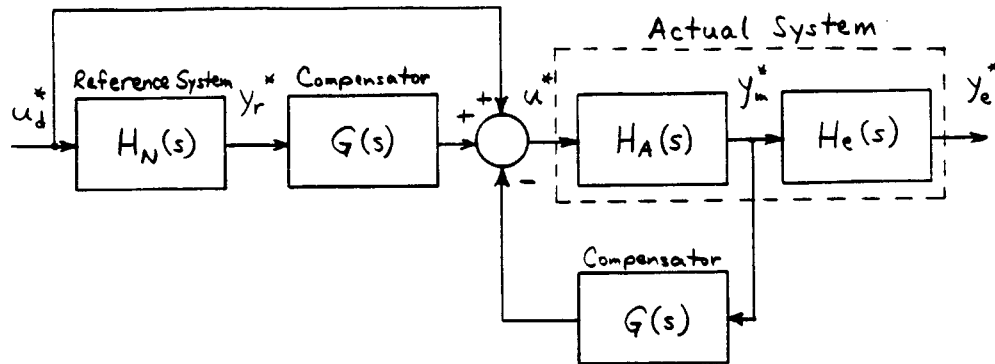 Actual System
Reference System
Compensator
u_d^*
H_N(s)
y_r^*
G(s)
+
+
-
u^*
H_A(s)
y_m^*
H_e(s)
y_e^*
Compensator
G(s)